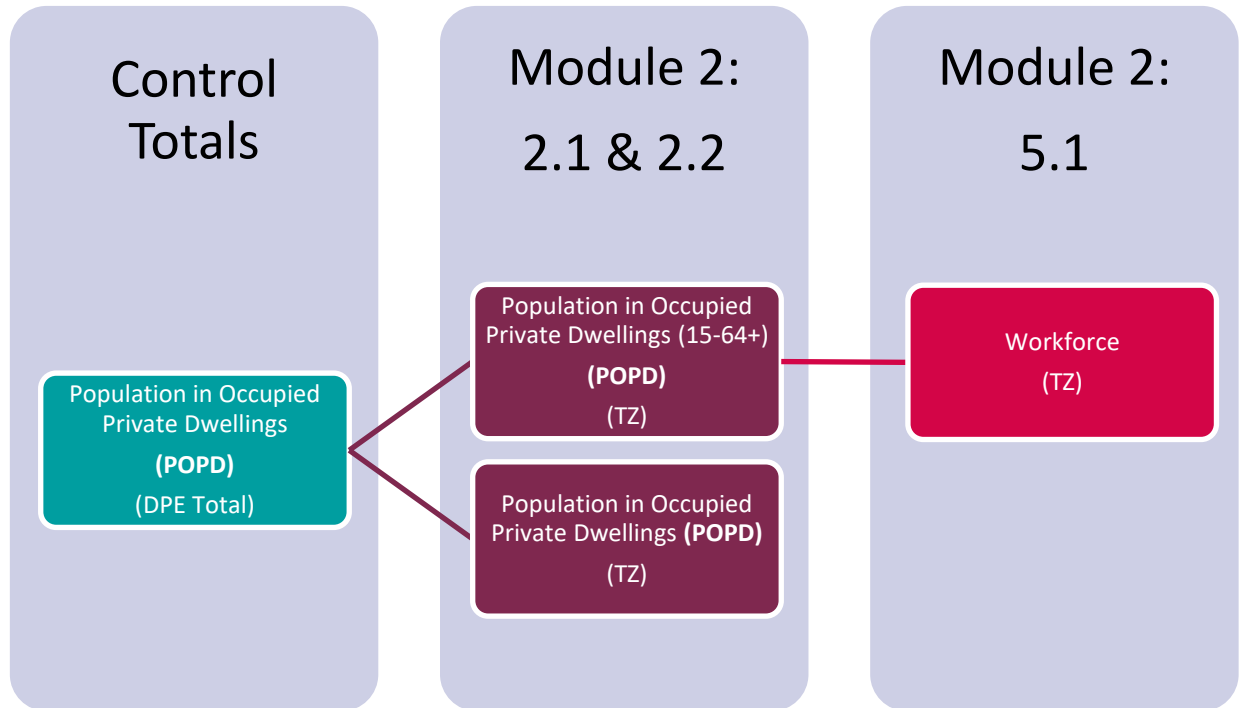 Control
Totals
Population in Occupied
Private Dwellings
(POPD)
(DPE Total)
Module 2:
2.1 & 2.2
Population in Occupied
Private Dwellings (15-64+)
(POPD)
(TZ)
Population in Occupied
Private Dwellings (POPD)
(TZ)
Module 2:
5.1
Workforce
(TZ)